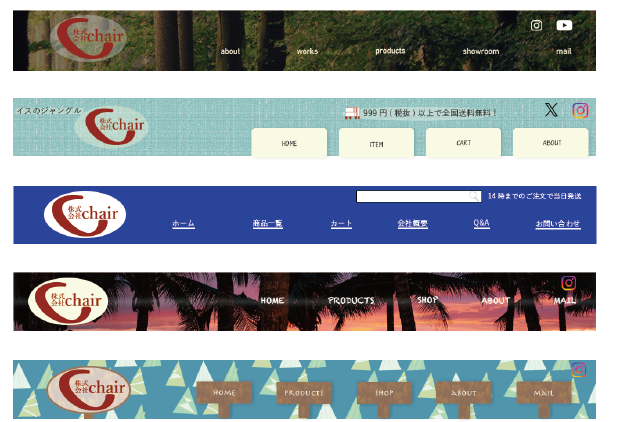 株式会社chair
about works products showroom mail
イスのジャングル
株式会社chair
999円(税抜)以上で全国送料無料!
HOME ITEM CART ABOUT
株式会社chair
14時までのご注文で当日発送
ホーム 商品一覧 カート 会社概要 Q&A お問い合わせ
株式会社chair
HOME PRODUCTS SHOP ABOUT MAIL
株式会社chair
HOME PRODUCTS SHOP ABOUT MAIL